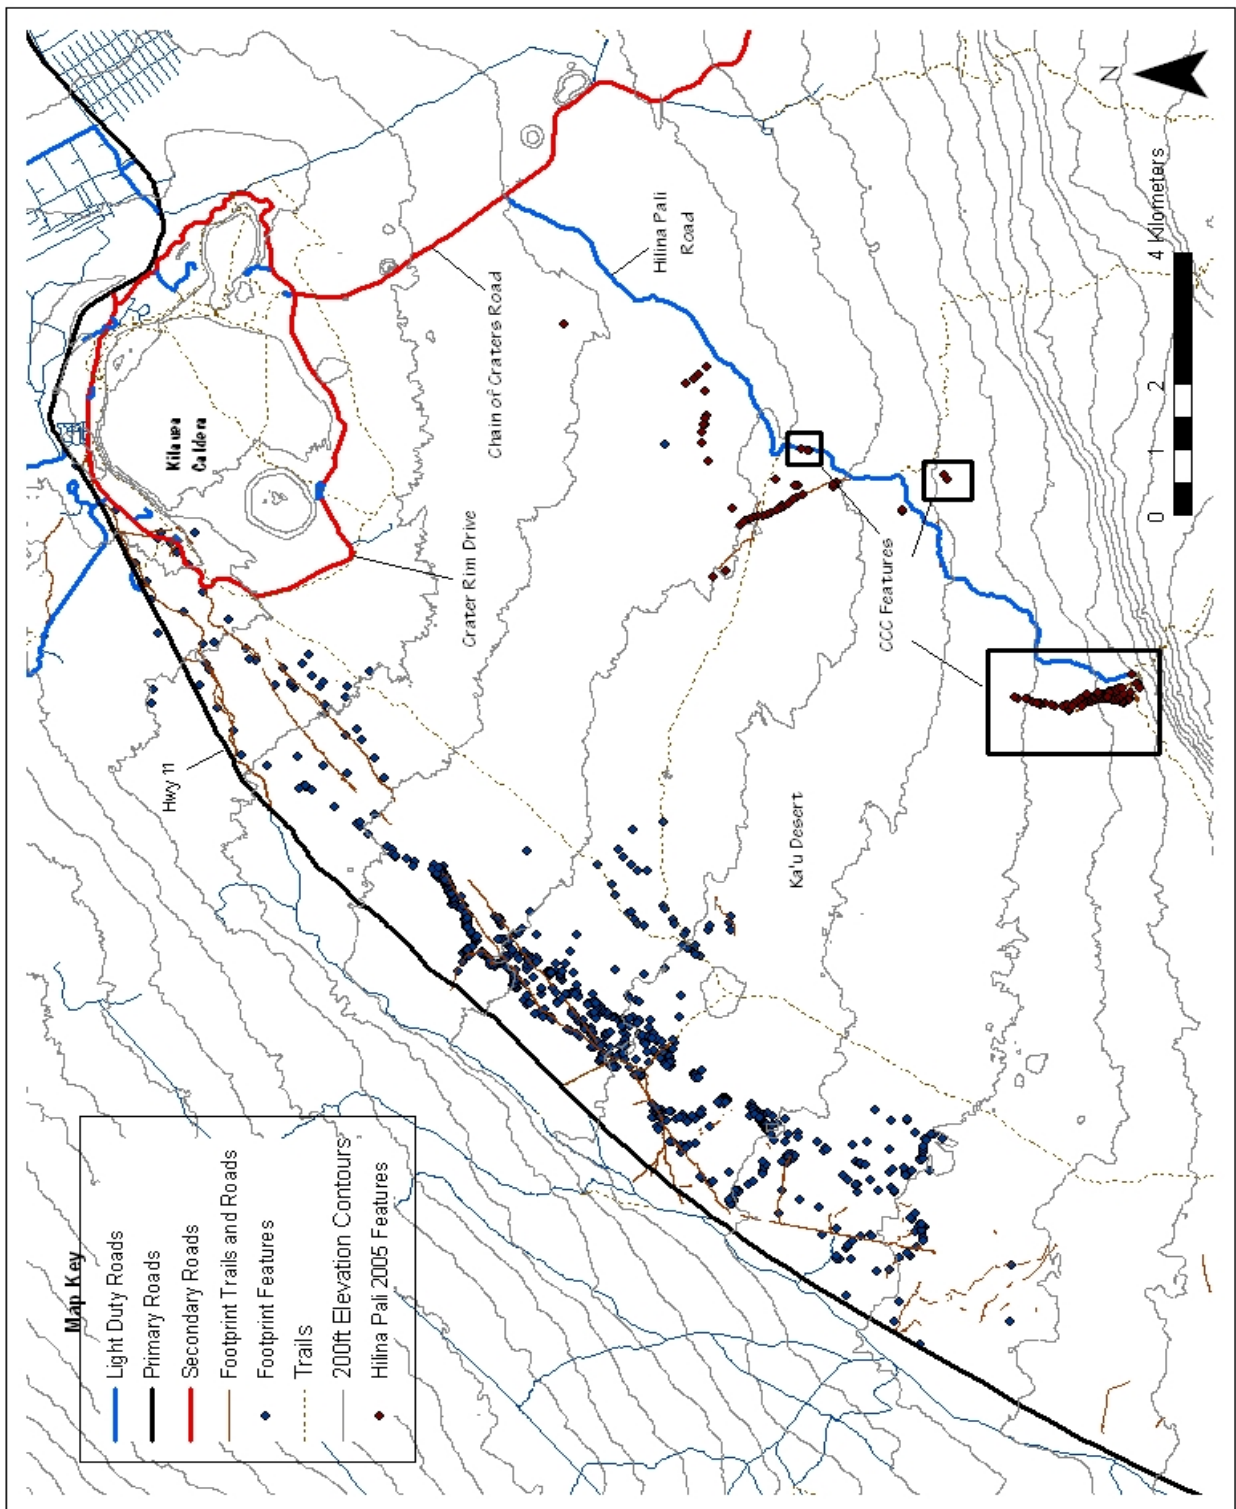 Map Key
Light Duty Roads
Primary Roads
Secondary Roads
Footprint Trails and Roads
Footprint Features
Trails
200ft Elevation Contours
Hilina Pali 2005 Features
Hwy 11
Kilauea
Caldera
Crater Rim Drive
Chain of Craters Road
Hilina Pali
Road
Ka'u Desert
CCC Features
N
0 1 2 4 Kilometers